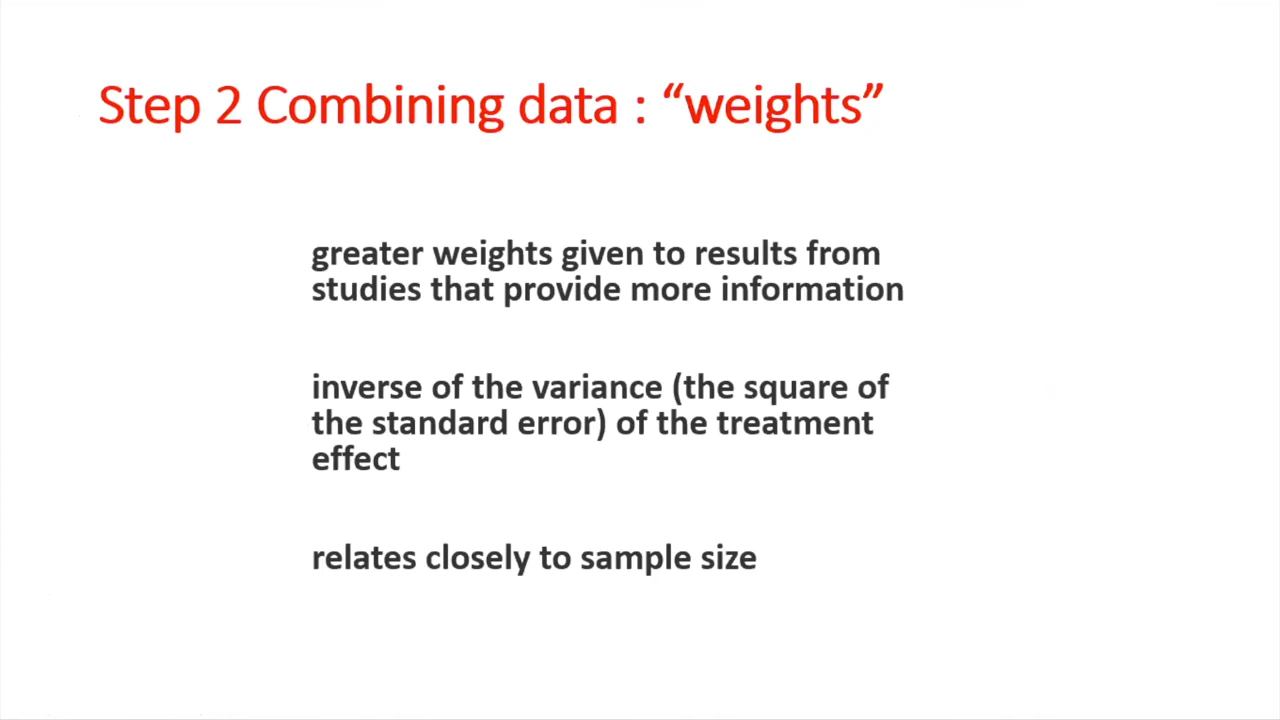 Step 2 Combining data : “weights”
greater weights given to results from
studies that provide more information
inverse of the variance (the square of
the standard error) of the treatment
effect
relates closely to sample size